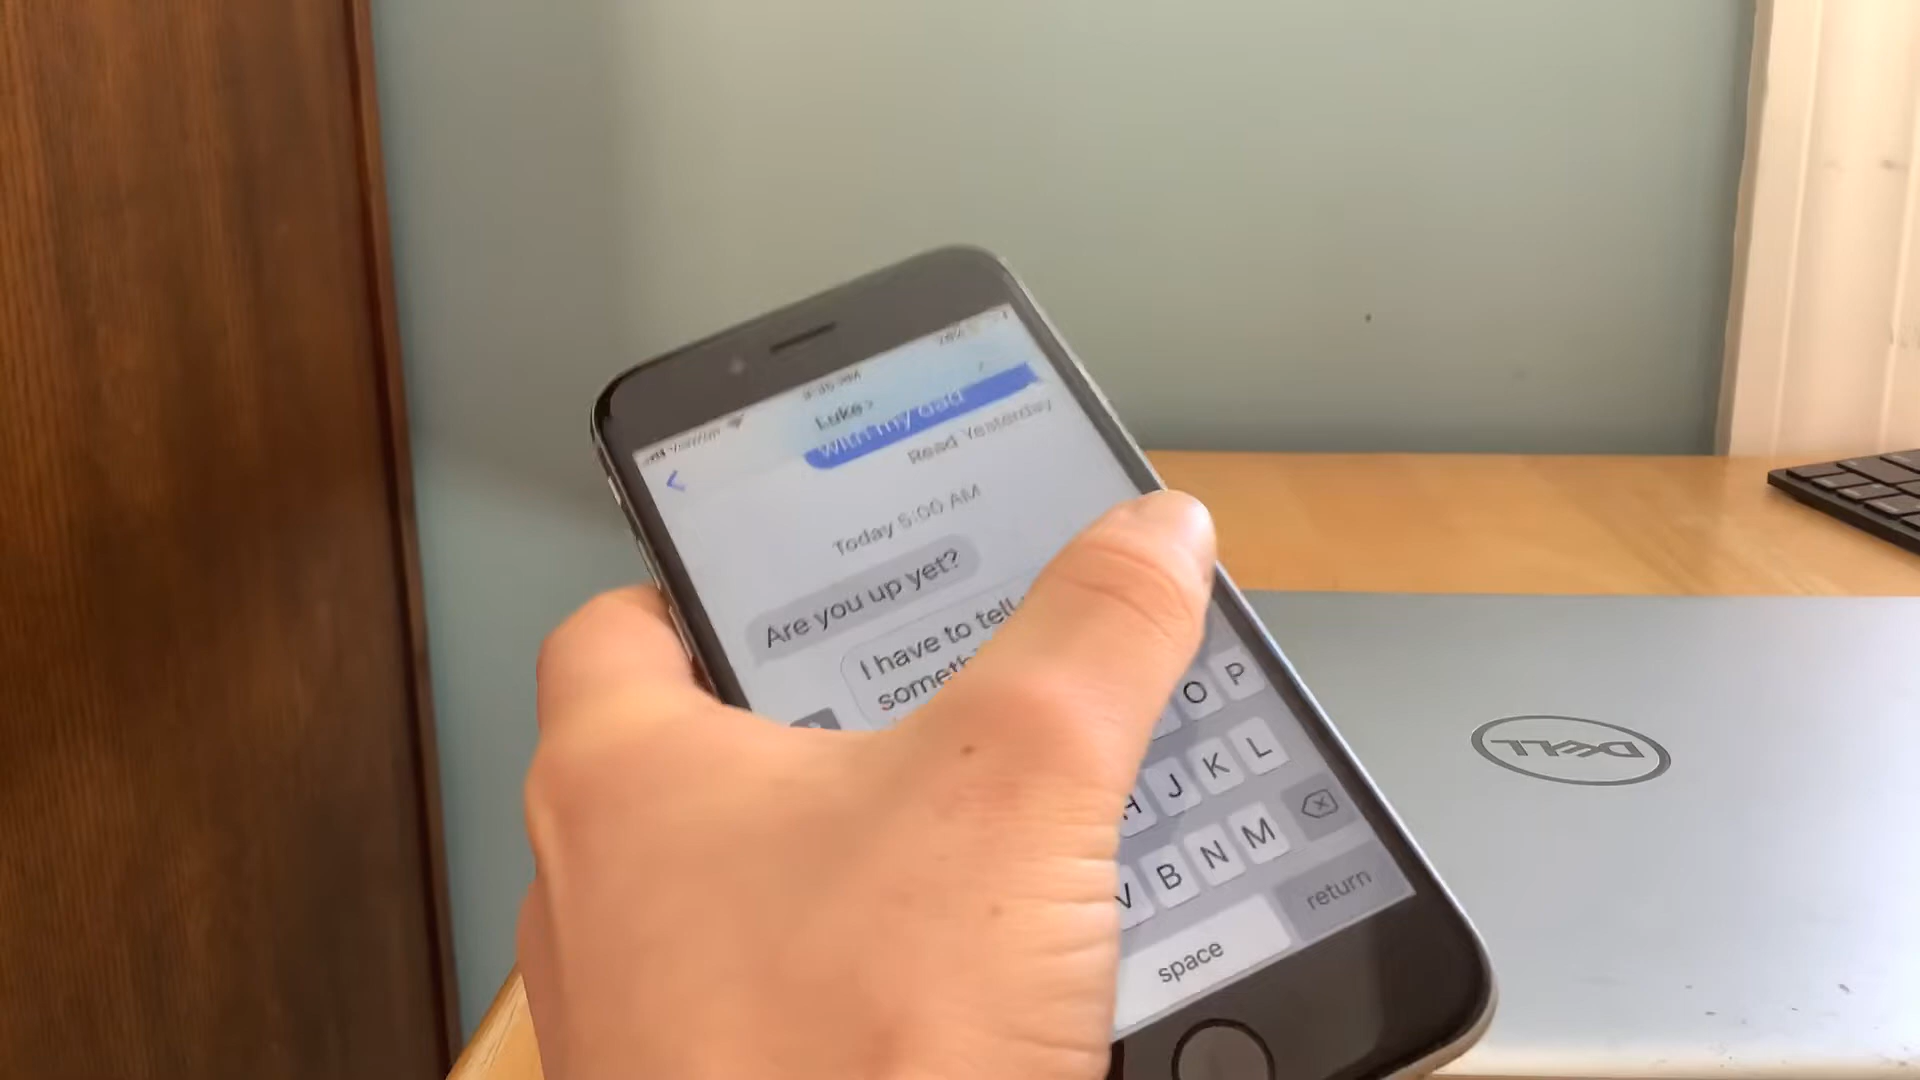 Luke >
with my dad
Read Yesterday
Today 5:00 AM
Are you up yet?
I have to tell
O P
H J K L
V B N M
return
space
DELL